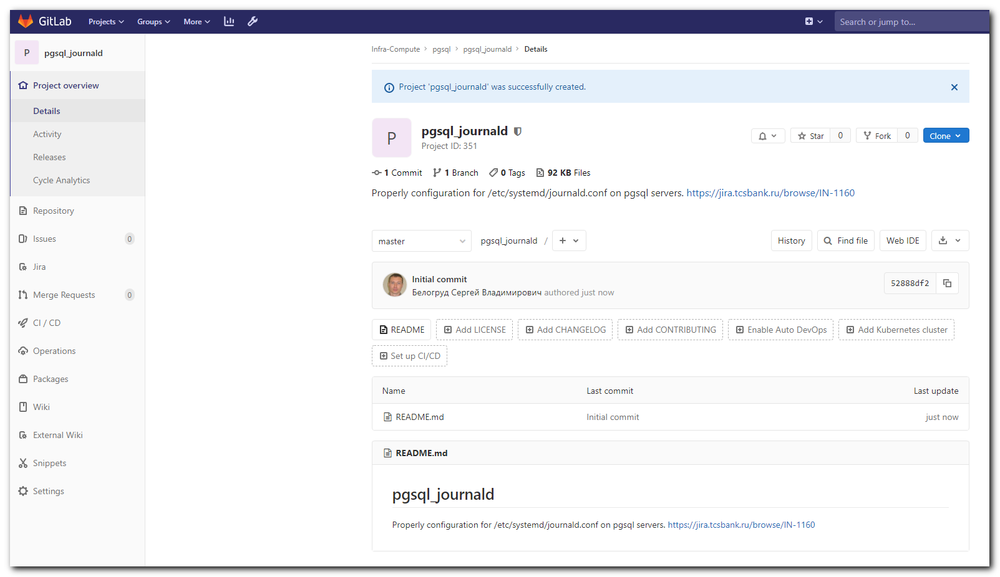 GitLab Projects Groups More Search or jump to...
P pgsql_journald
Project overview
Details
Activity
Releases
Cycle Analytics
Repository
Issues 0
Jira
Merge Requests 0
CI / CD
Operations
Packages
Wiki
External Wiki
Snippets
Settings
Infra-Compute > pgsql > pgsql_journald > Details
Project 'pgsql_journald' was successfully created.
P
pgsql_journald
Project ID: 351
Star 0 Fork 0 Clone
1 Commit 1 Branch 0 Tags 92 KB Files
Properly configuration for /etc/systemd/journald.conf on pgsql servers. https://jira.tcsbank.ru/browse/IN-1160
master pgsql_journald / + History Find file Web IDE
Initial commit
Белогруд Сергей Владимирович authored just now
52888df2
README Add LICENSE Add CHANGELOG Add CONTRIBUTING Enable Auto DevOps Add Kubernetes cluster
Set up CI/CD
Name Last commit Last update
README.md Initial commit just now
README.md
pgsql_journald
Properly configuration for /etc/systemd/journald.conf on pgsql servers. https://jira.tcsbank.ru/browse/IN-1160